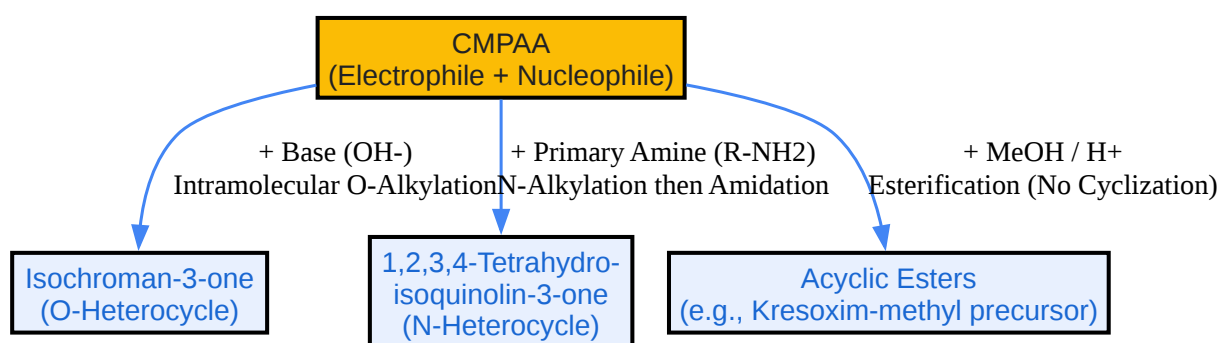 CMPAA
(Electrophile + Nucleophile)
+ Base (OH-)
Intramolecular O-Alkylation
+ Primary Amine (R-NH2)
N-Alkylation then Amidation
+ MeOH / H+
Esterification (No Cyclization)
Isochroman-3-one
(O-Heterocycle)
1,2,3,4-Tetrahydro-
isoquinolin-3-one
(N-Heterocycle)
Acyclic Esters
(e.g., Kresoxim-methyl precursor)